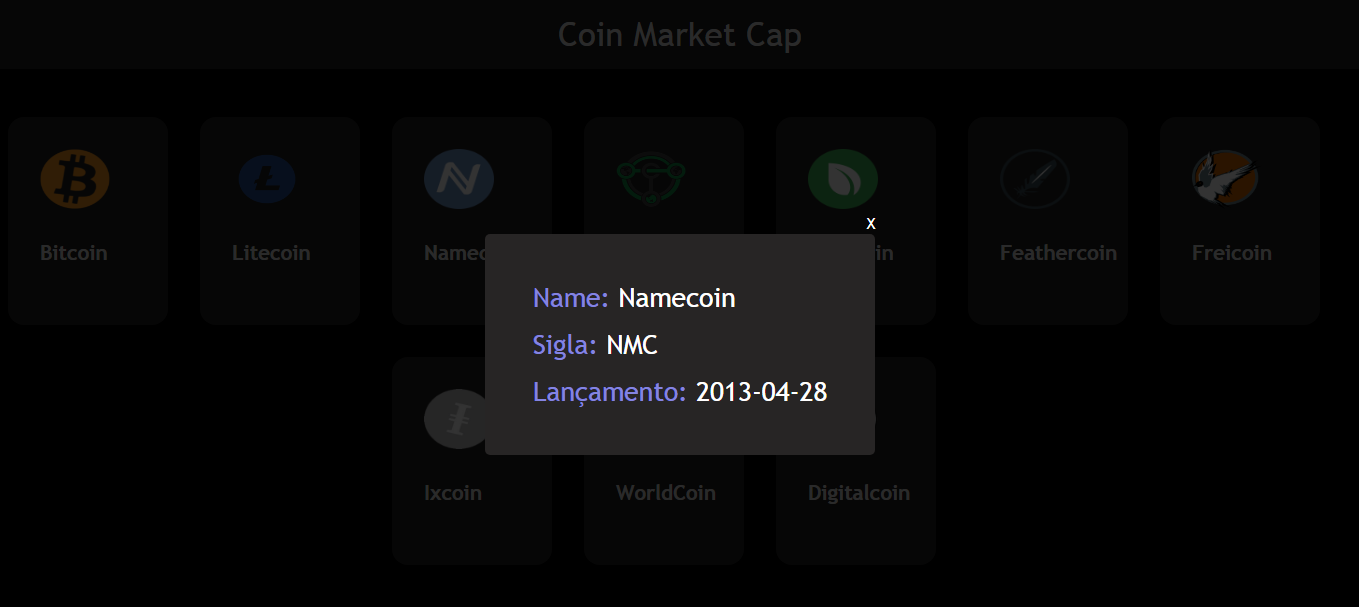 Coin Market Cap
Bitcoin
Litecoin
Namec
in
Feathercoin
Freicoin
x
Name: Namecoin
Sigla: NMC
Lançamento: 2013-04-28
Ixcoin
WorldCoin
Digitalcoin